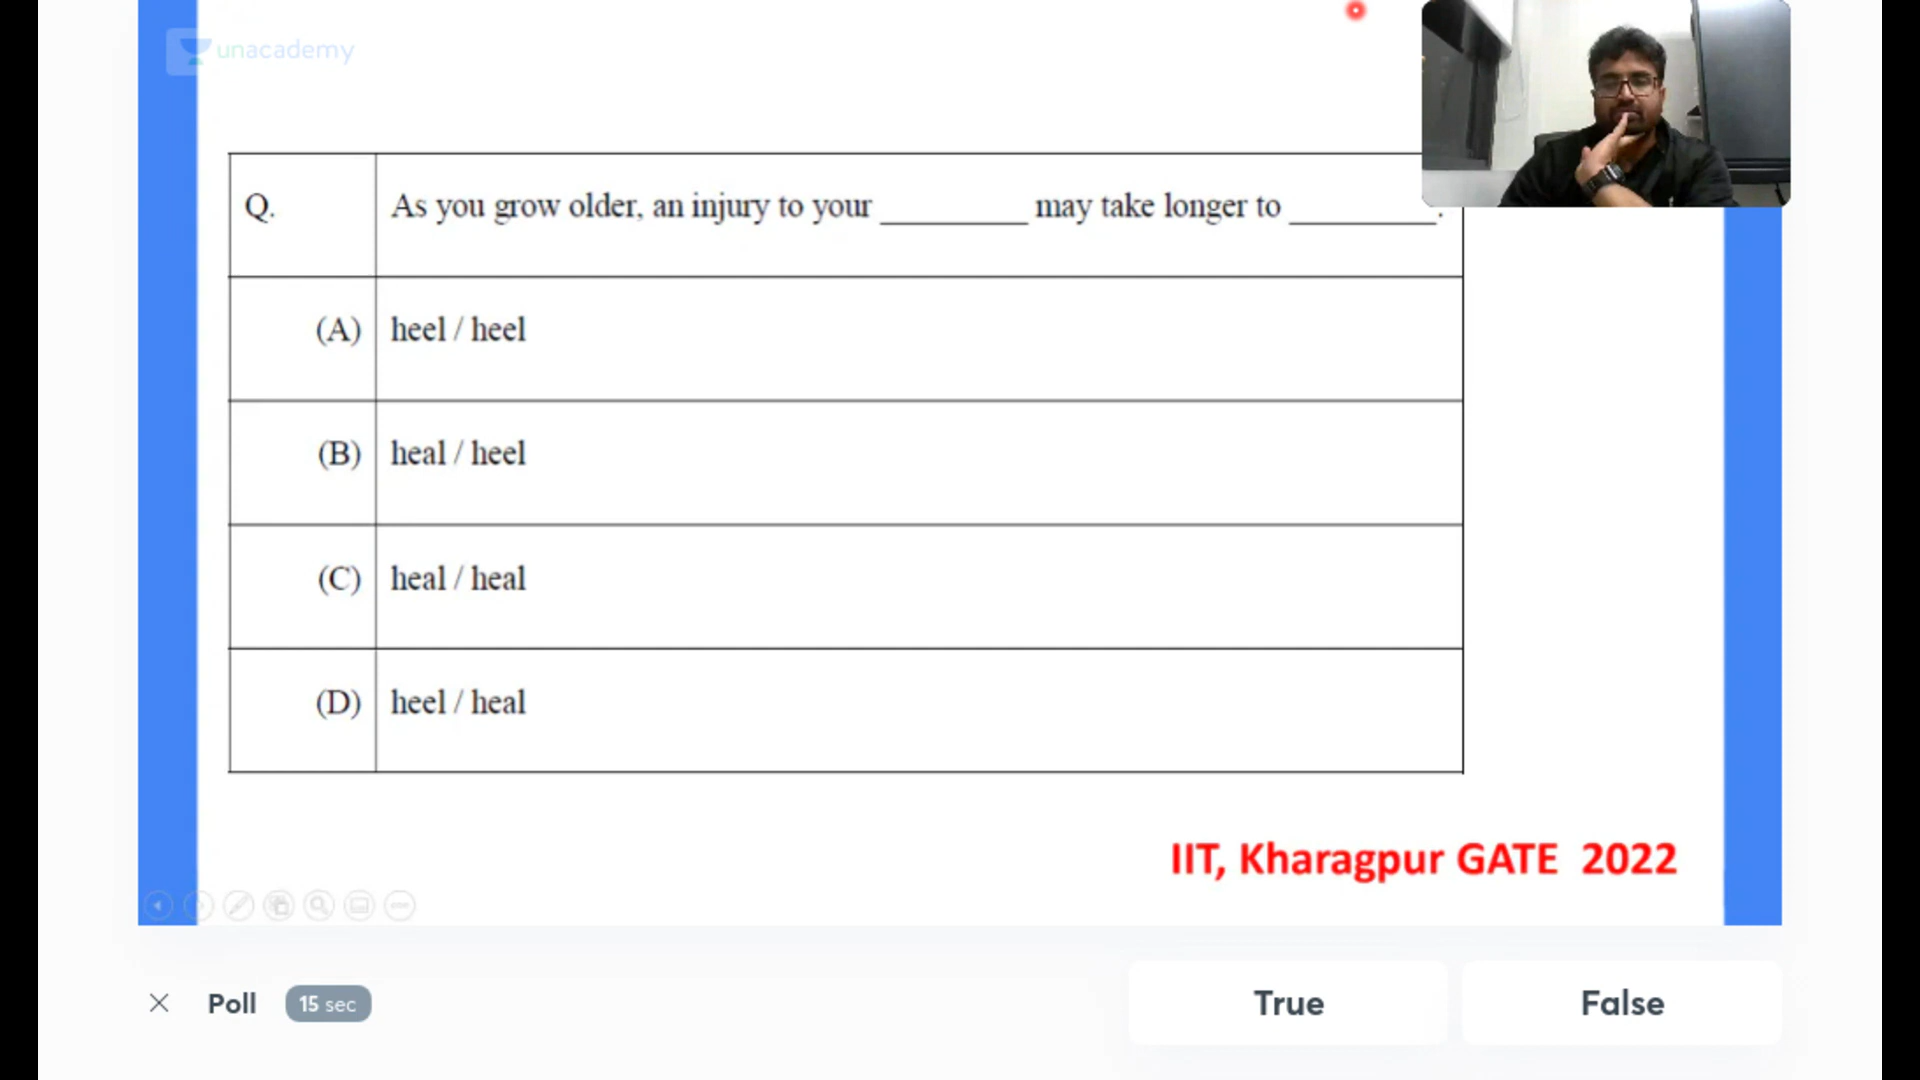 unacademy
Q. As you grow older, an injury to your ________ may take longer to ________.
(A) heel / heel
(B) heal / heel
(C) heal / heal
(D) heel / heal
IIT, Kharagpur GATE 2022
Poll 15 sec True False